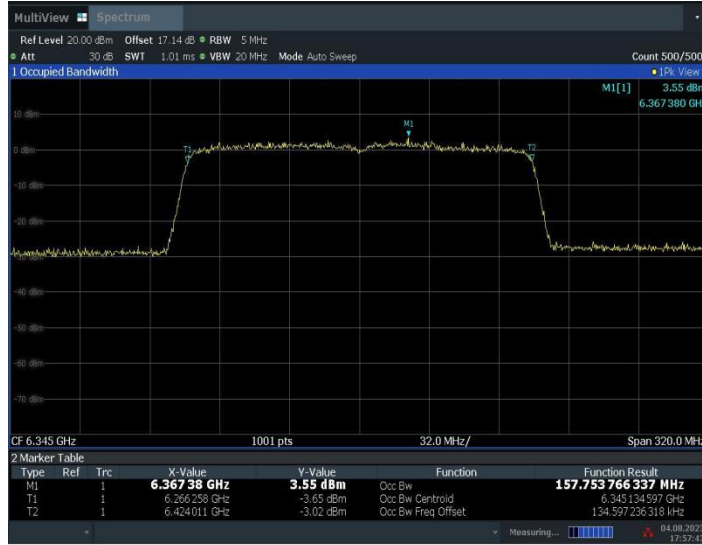 MultiView Spectrum
Ref Level 20.00 dBm Offset 17.14 dB RBW 5 MHz
Att 30 dB SWT 1.01 ms VBW 20 MHz Mode Auto Sweep Count 500/500
1 Occupied Bandwidth 1Pk View
M1[1] 3.55 dBm
6.367 380 GH
10 dBm
M1
0 dBm
T1 T2
-10 dBm
-20 dBm
-40 dBm
-50 dBm
-60 dBm
-70 dBm
CF 6.345 GHz 1001 pts 32.0 MHz/ Span 320.0 MHz
2 Marker Table
Type Ref Trc X-Value Y-Value Function Function Result
M1 1 6.367 38 GHz 3.55 dBm Occ Bw 157.753 766 337 MHz
T1 1 6.266 258 GHz -3.65 dBm Occ Bw Centroid 6.345 134 597 GHz
T2 1 6.424 011 GHz -3.02 dBm Occ Bw Freq Offset 134.597 236 318 kHz
Measuring... 04.08.2023
17:57:43